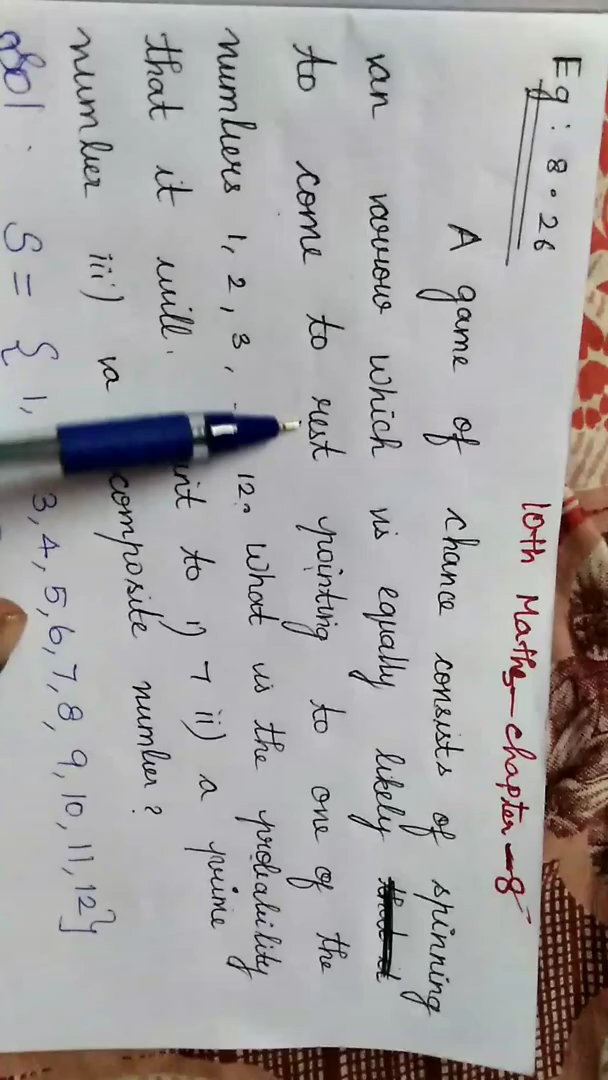 10th Maths - chapter - 8
Eg : 8.26
A game of chance consists of spinning
an arrow which is equally likely
to come to rest pointing to one of the
numbers 1, 2, 3, 12. What is the probability
that it will to i) 7 ii) a prime
number iii) a composite number?
Sol : S = { 1, 3, 4, 5, 6, 7, 8, 9, 10, 11, 12}